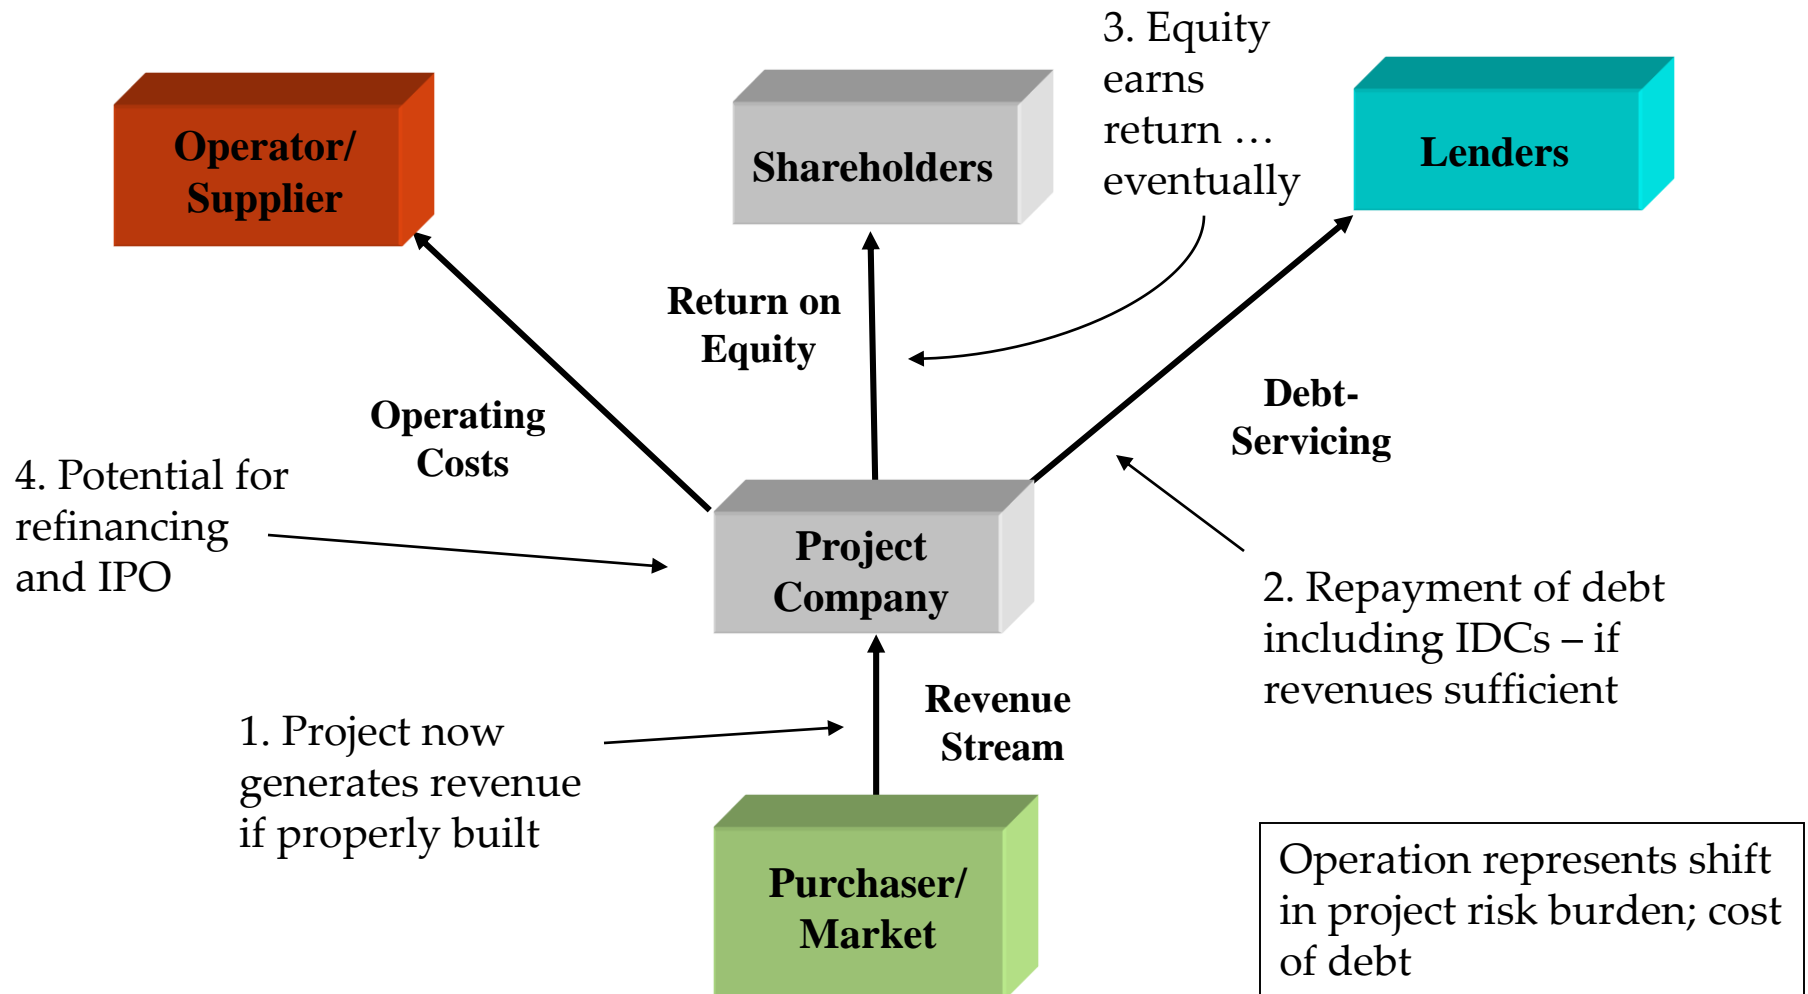 3. Equity
earns
return …
eventually
Operator/
Supplier
Shareholders
Lenders
Return on
Equity
Operating
Costs
Debt-
Servicing
4. Potential for
refinancing
and IPO
Project
Company
2. Repayment of debt
including IDCs – if
revenues sufficient
1. Project now
generates revenue
if properly built
Revenue
Stream
Purchaser/
Market
Operation represents shift
in project risk burden; cost
of debt